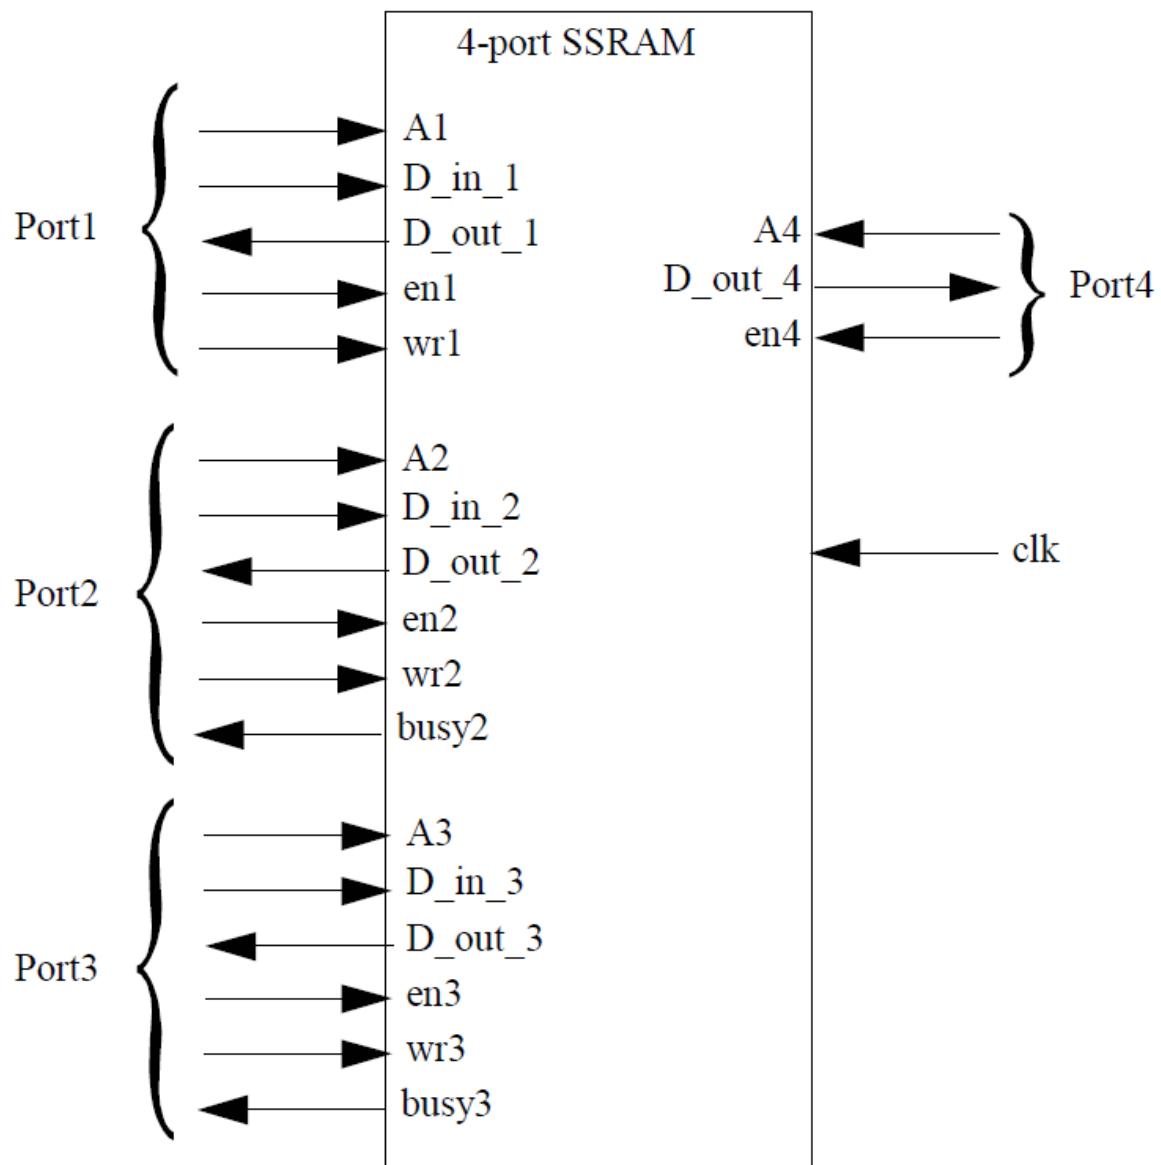 4-port SSRAM
Port1
A1
D_in_1
D_out_1
en1
wr1
A4
D_out_4
en4
Port4
Port2
A2
D_in_2
D_out_2
en2
wr2
busy2
clk
Port3
A3
D_in_3
D_out_3
en3
wr3
busy3